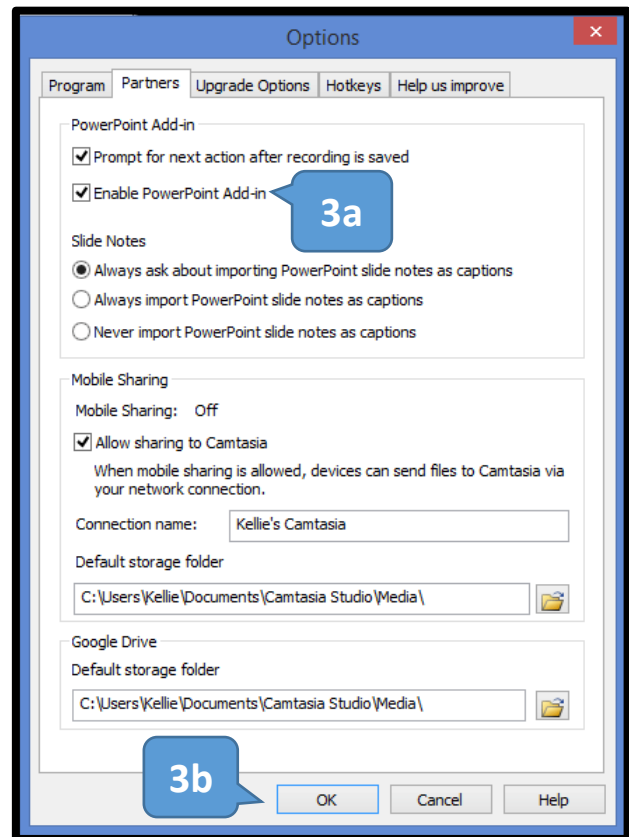 Options
Program Partners Upgrade Options Hotkeys Help us improve
PowerPoint Add-in
Prompt for next action after recording is saved
Enable PowerPoint Add-in
3a
Slide Notes
Always ask about importing PowerPoint slide notes as captions
Always import PowerPoint slide notes as captions
Never import PowerPoint slide notes as captions
Mobile Sharing
Mobile Sharing: Off
Allow sharing to Camtasia
When mobile sharing is allowed, devices can send files to Camtasia via
your network connection.
Connection name: Kellie's Camtasia
Default storage folder
C:\Users\Kellie\Documents\Camtasia Studio\Media\
Google Drive
Default storage folder
C:\Users\Kellie\Documents\Camtasia Studio\Media\
3b
OK Cancel Help